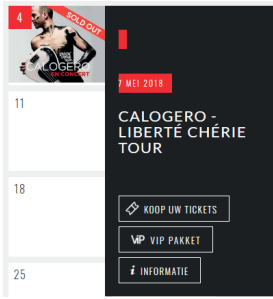 4
SOLD OUT
CALOGERO
EN CONCERT
11
18
25
7 MEI 2018
CALOGERO -
LIBERTÉ CHÉRIE
TOUR
KOOP UW TICKETS
ViP VIP PAKKET
i INFORMATIE